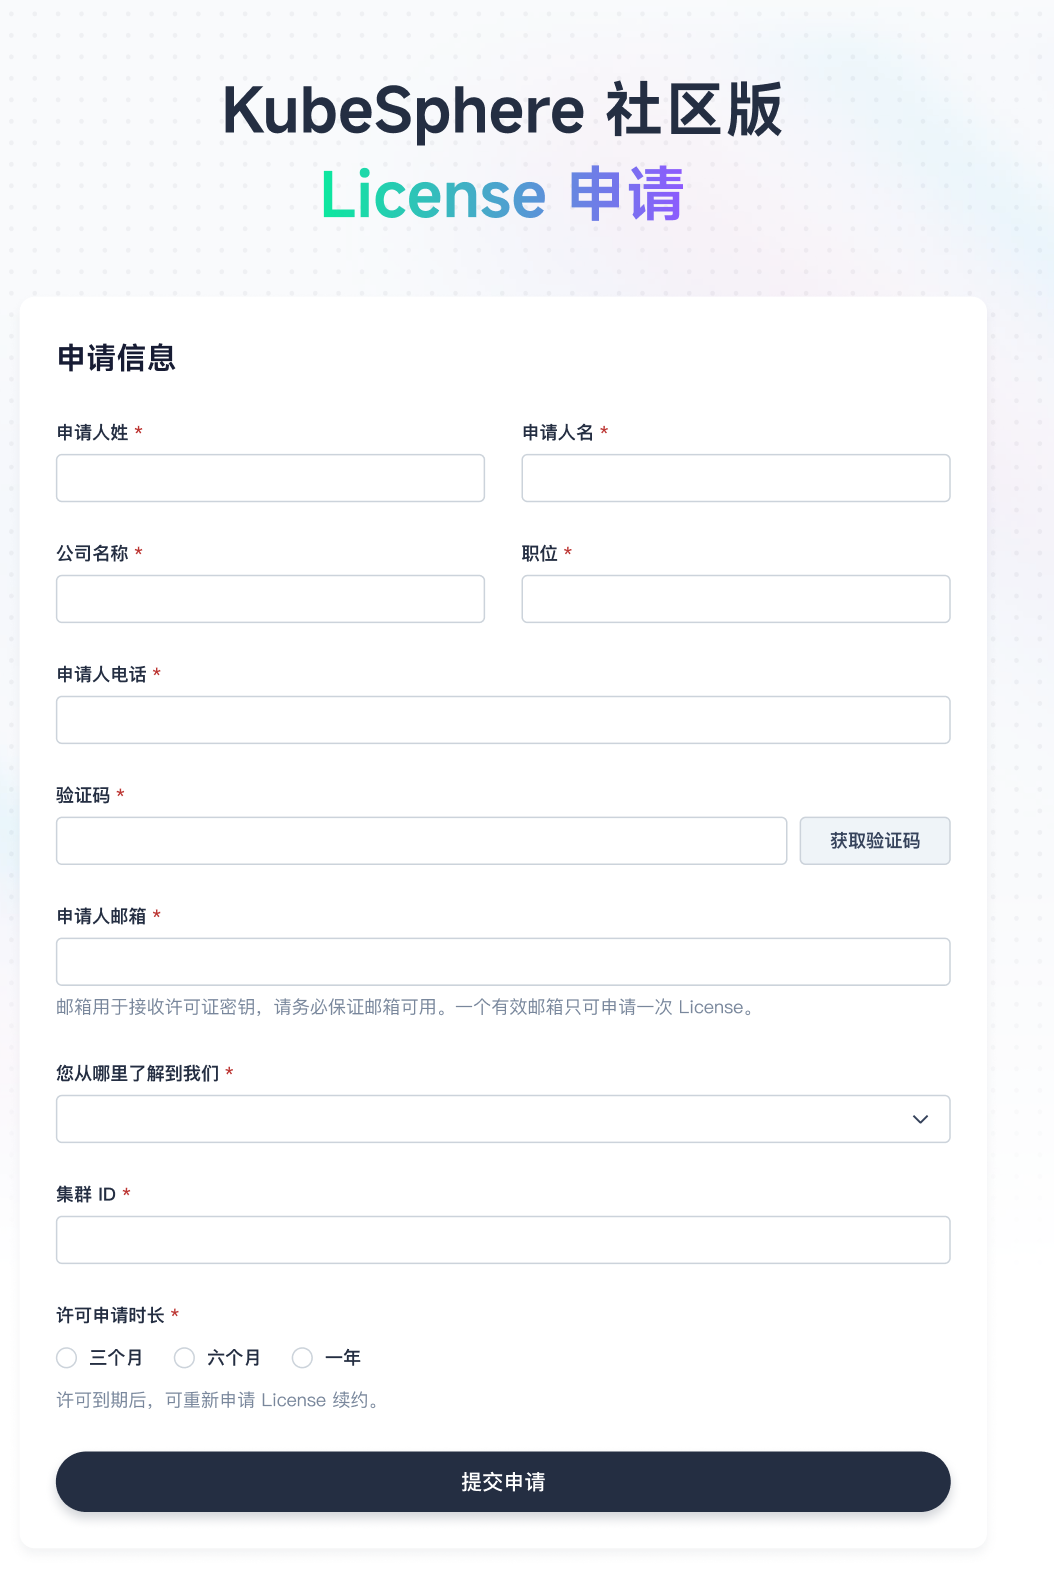 KubeSphere 社区版
License 申请
申请信息
申请人姓 *
申请人名 *
公司名称 *
职位 *
申请人电话 *
验证码 *
获取验证码
申请人邮箱 *
邮箱用于接收许可证密钥，请务必保证邮箱可用。一个有效邮箱只可申请一次 License。
您从哪里了解到我们 *
集群 ID *
许可申请时长 *
三个月 六个月 一年
许可到期后，可重新申请 License 续约。
提交申请